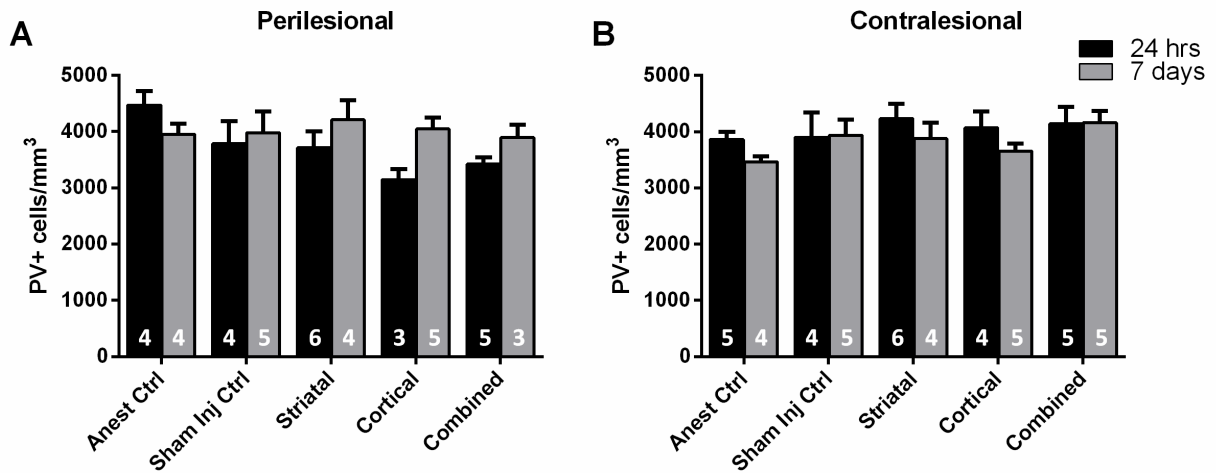 A
Perilesional
PV+ cells/mm³
5000
4000
3000
2000
1000
0
4 4 4 5 6 4 3 5 5 3
Anest Ctrl
Sham Inj Ctrl
Striatal
Cortical
Combined
B
Contralesional
24 hrs
7 days
PV+ cells/mm³
5000
4000
3000
2000
1000
0
5 4 4 5 6 4 4 5 5 5
Anest Ctrl
Sham Inj Ctrl
Striatal
Cortical
Combined